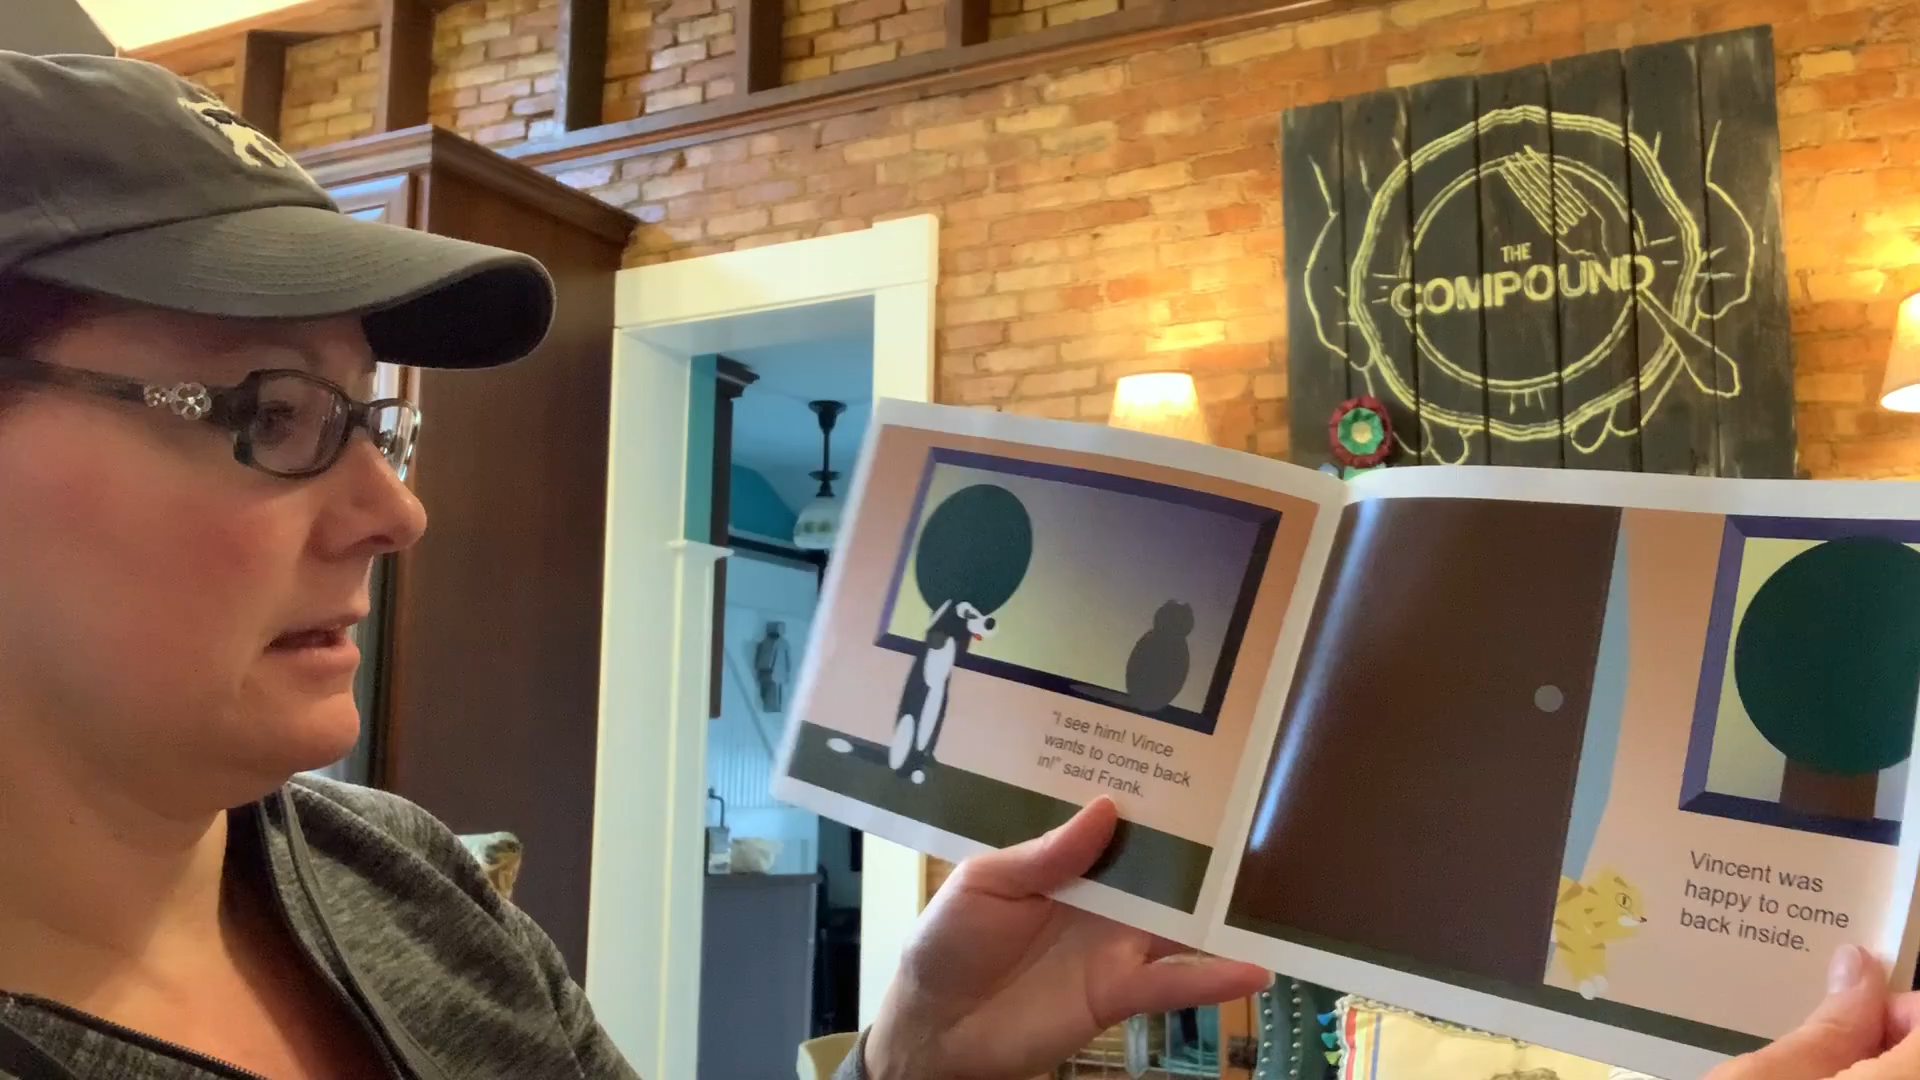 THE
COMPOUND
"I see him! Vince
wants to come back
in!" said Frank.
Vincent was
happy to come
back inside.